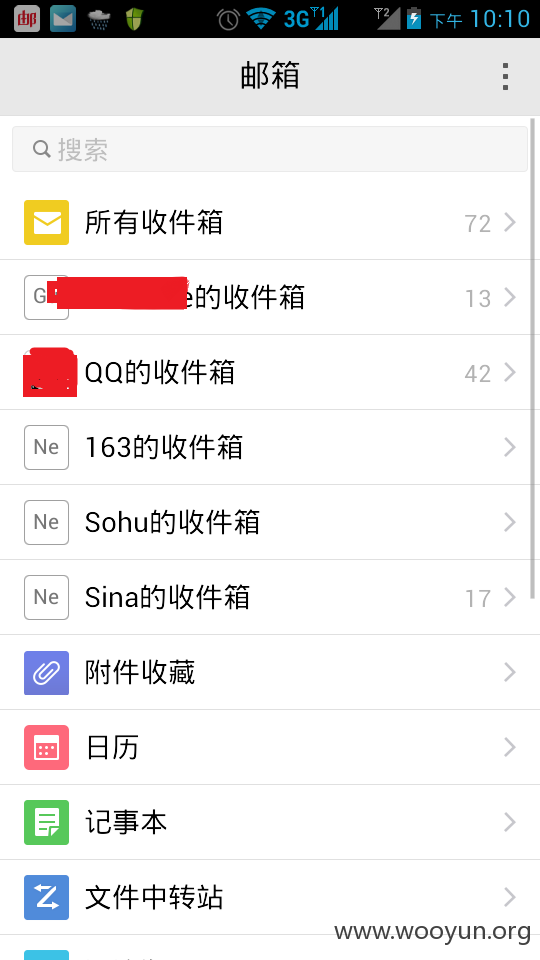 邮 3G 1 2 下午 10:10
邮箱
搜索
所有收件箱 72
G e的收件箱 13
QQ的收件箱 42
Ne 163的收件箱
Ne Sohu的收件箱
Ne Sina的收件箱 17
附件收藏
日历
记事本
文件中转站
www.wooyun.org